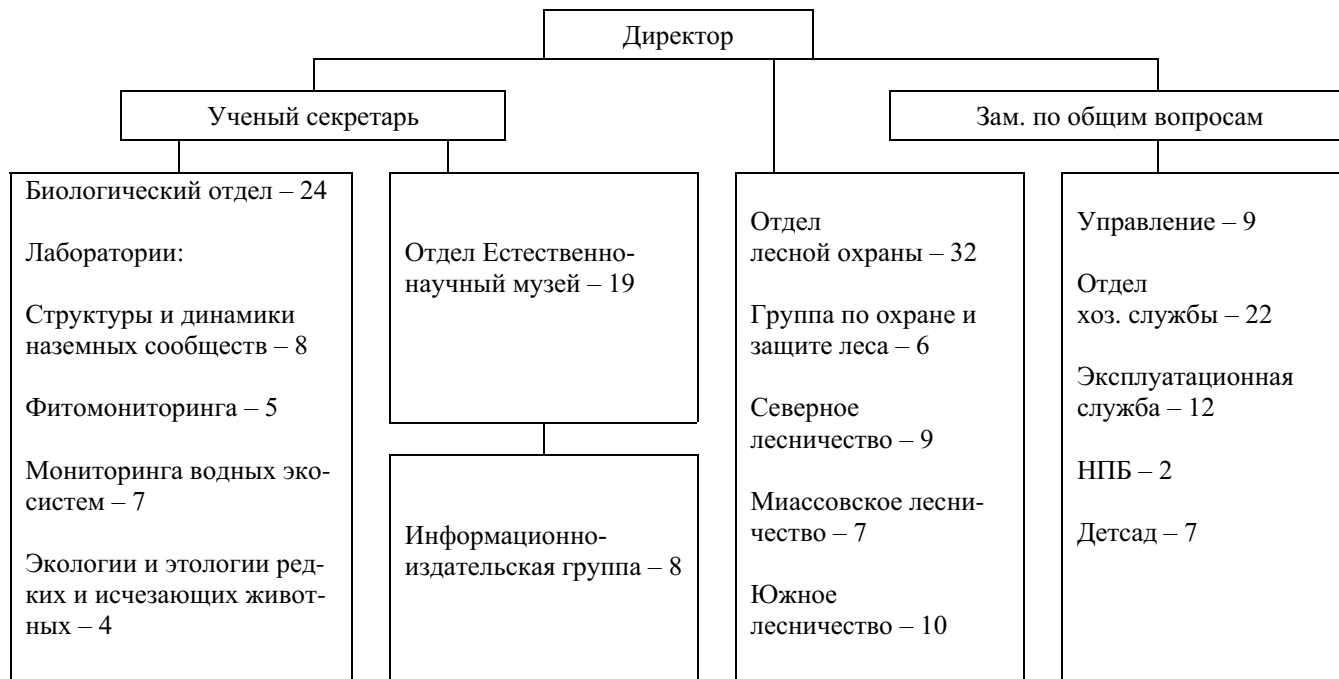 Директор
Ученый секретарь
Зам. по общим вопросам
Биологический отдел – 24
Лаборатории:
Структуры и динамики
наземных сообществ – 8
Фитомониторинга – 5
Мониторинга водных эко-
систем – 7
Экологии и этологии ред-
ких и исчезающих живот-
ных – 4
Отдел Естественно-
научный музей – 19
Информационно-
издательская группа – 8
Отдел
лесной охраны – 32
Группа по охране и
защите леса – 6
Северное
лесничество – 9
Миассовское лесни-
чество – 7
Южное
лесничество – 10
Управление – 9
Отдел
хоз. службы – 22
Эксплуатационная
служба – 12
НПБ – 2
Детсад – 7